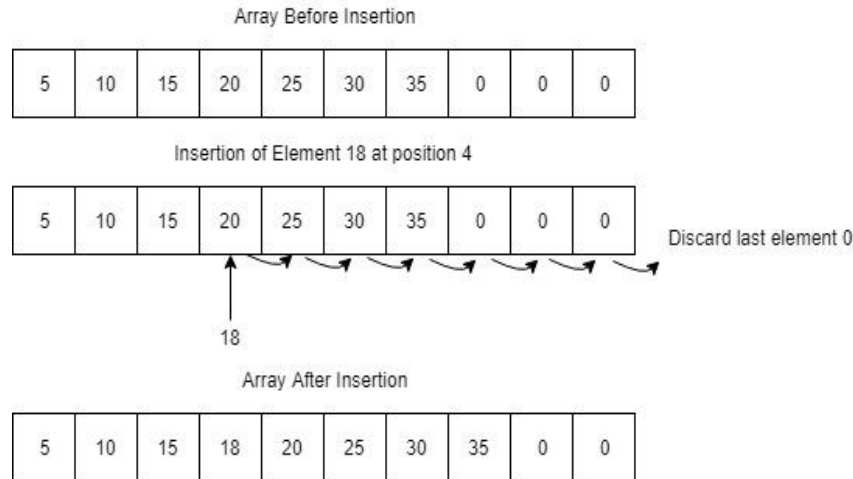 Array Before Insertion
5 10 15 20 25 30 35 0 0 0
Insertion of Element 18 at position 4
5 10 15 20 25 30 35 0 0 0
Discard last element 0
18
Array After Insertion
5 10 15 18 20 25 30 35 0 0